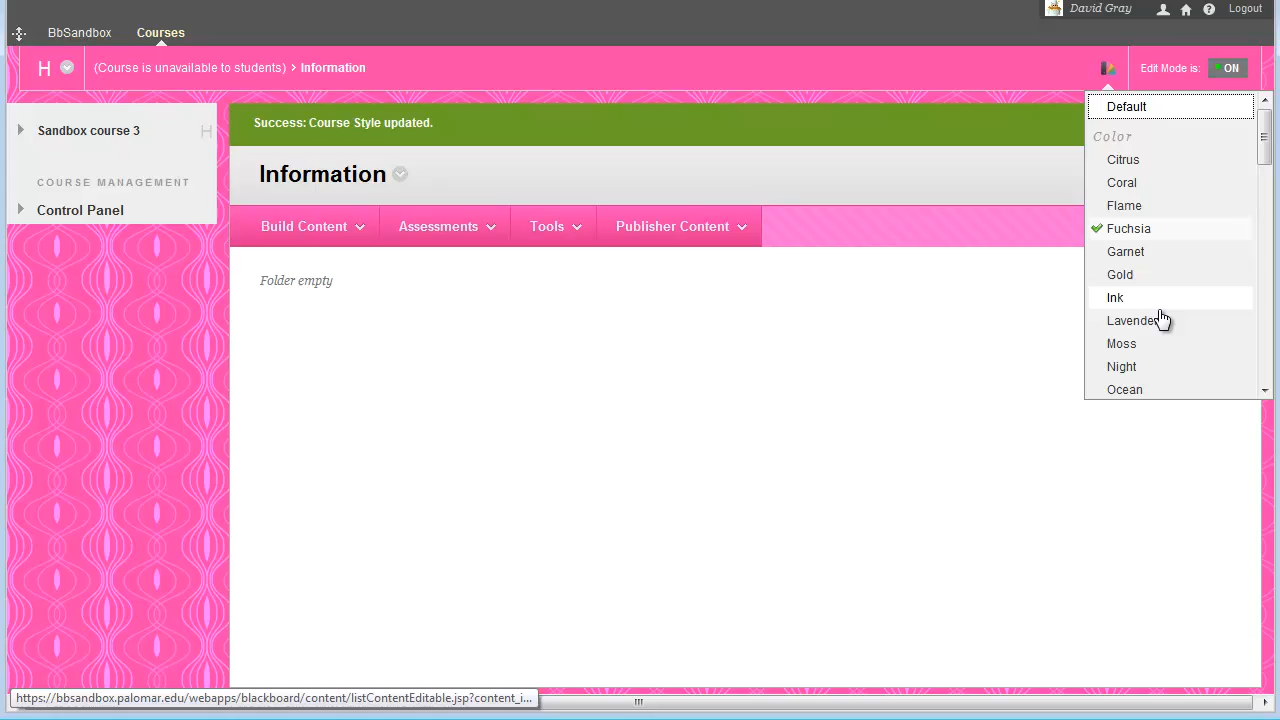 David Gray Logout
BbSandbox Courses
H (Course is unavailable to students) > Information Edit Mode is: ON
Default
Color
Citrus
Coral
Flame
Fuchsia
Garnet
Gold
Ink
Lavender
Moss
Night
Ocean
Sandbox course 3
COURSE MANAGEMENT
Control Panel
Success: Course Style updated.
Information
Build Content Assessments Tools Publisher Content
Folder empty
https://bbsandbox.palomar.edu/webapps/blackboard/content/listContentEditable.jsp?content_i...